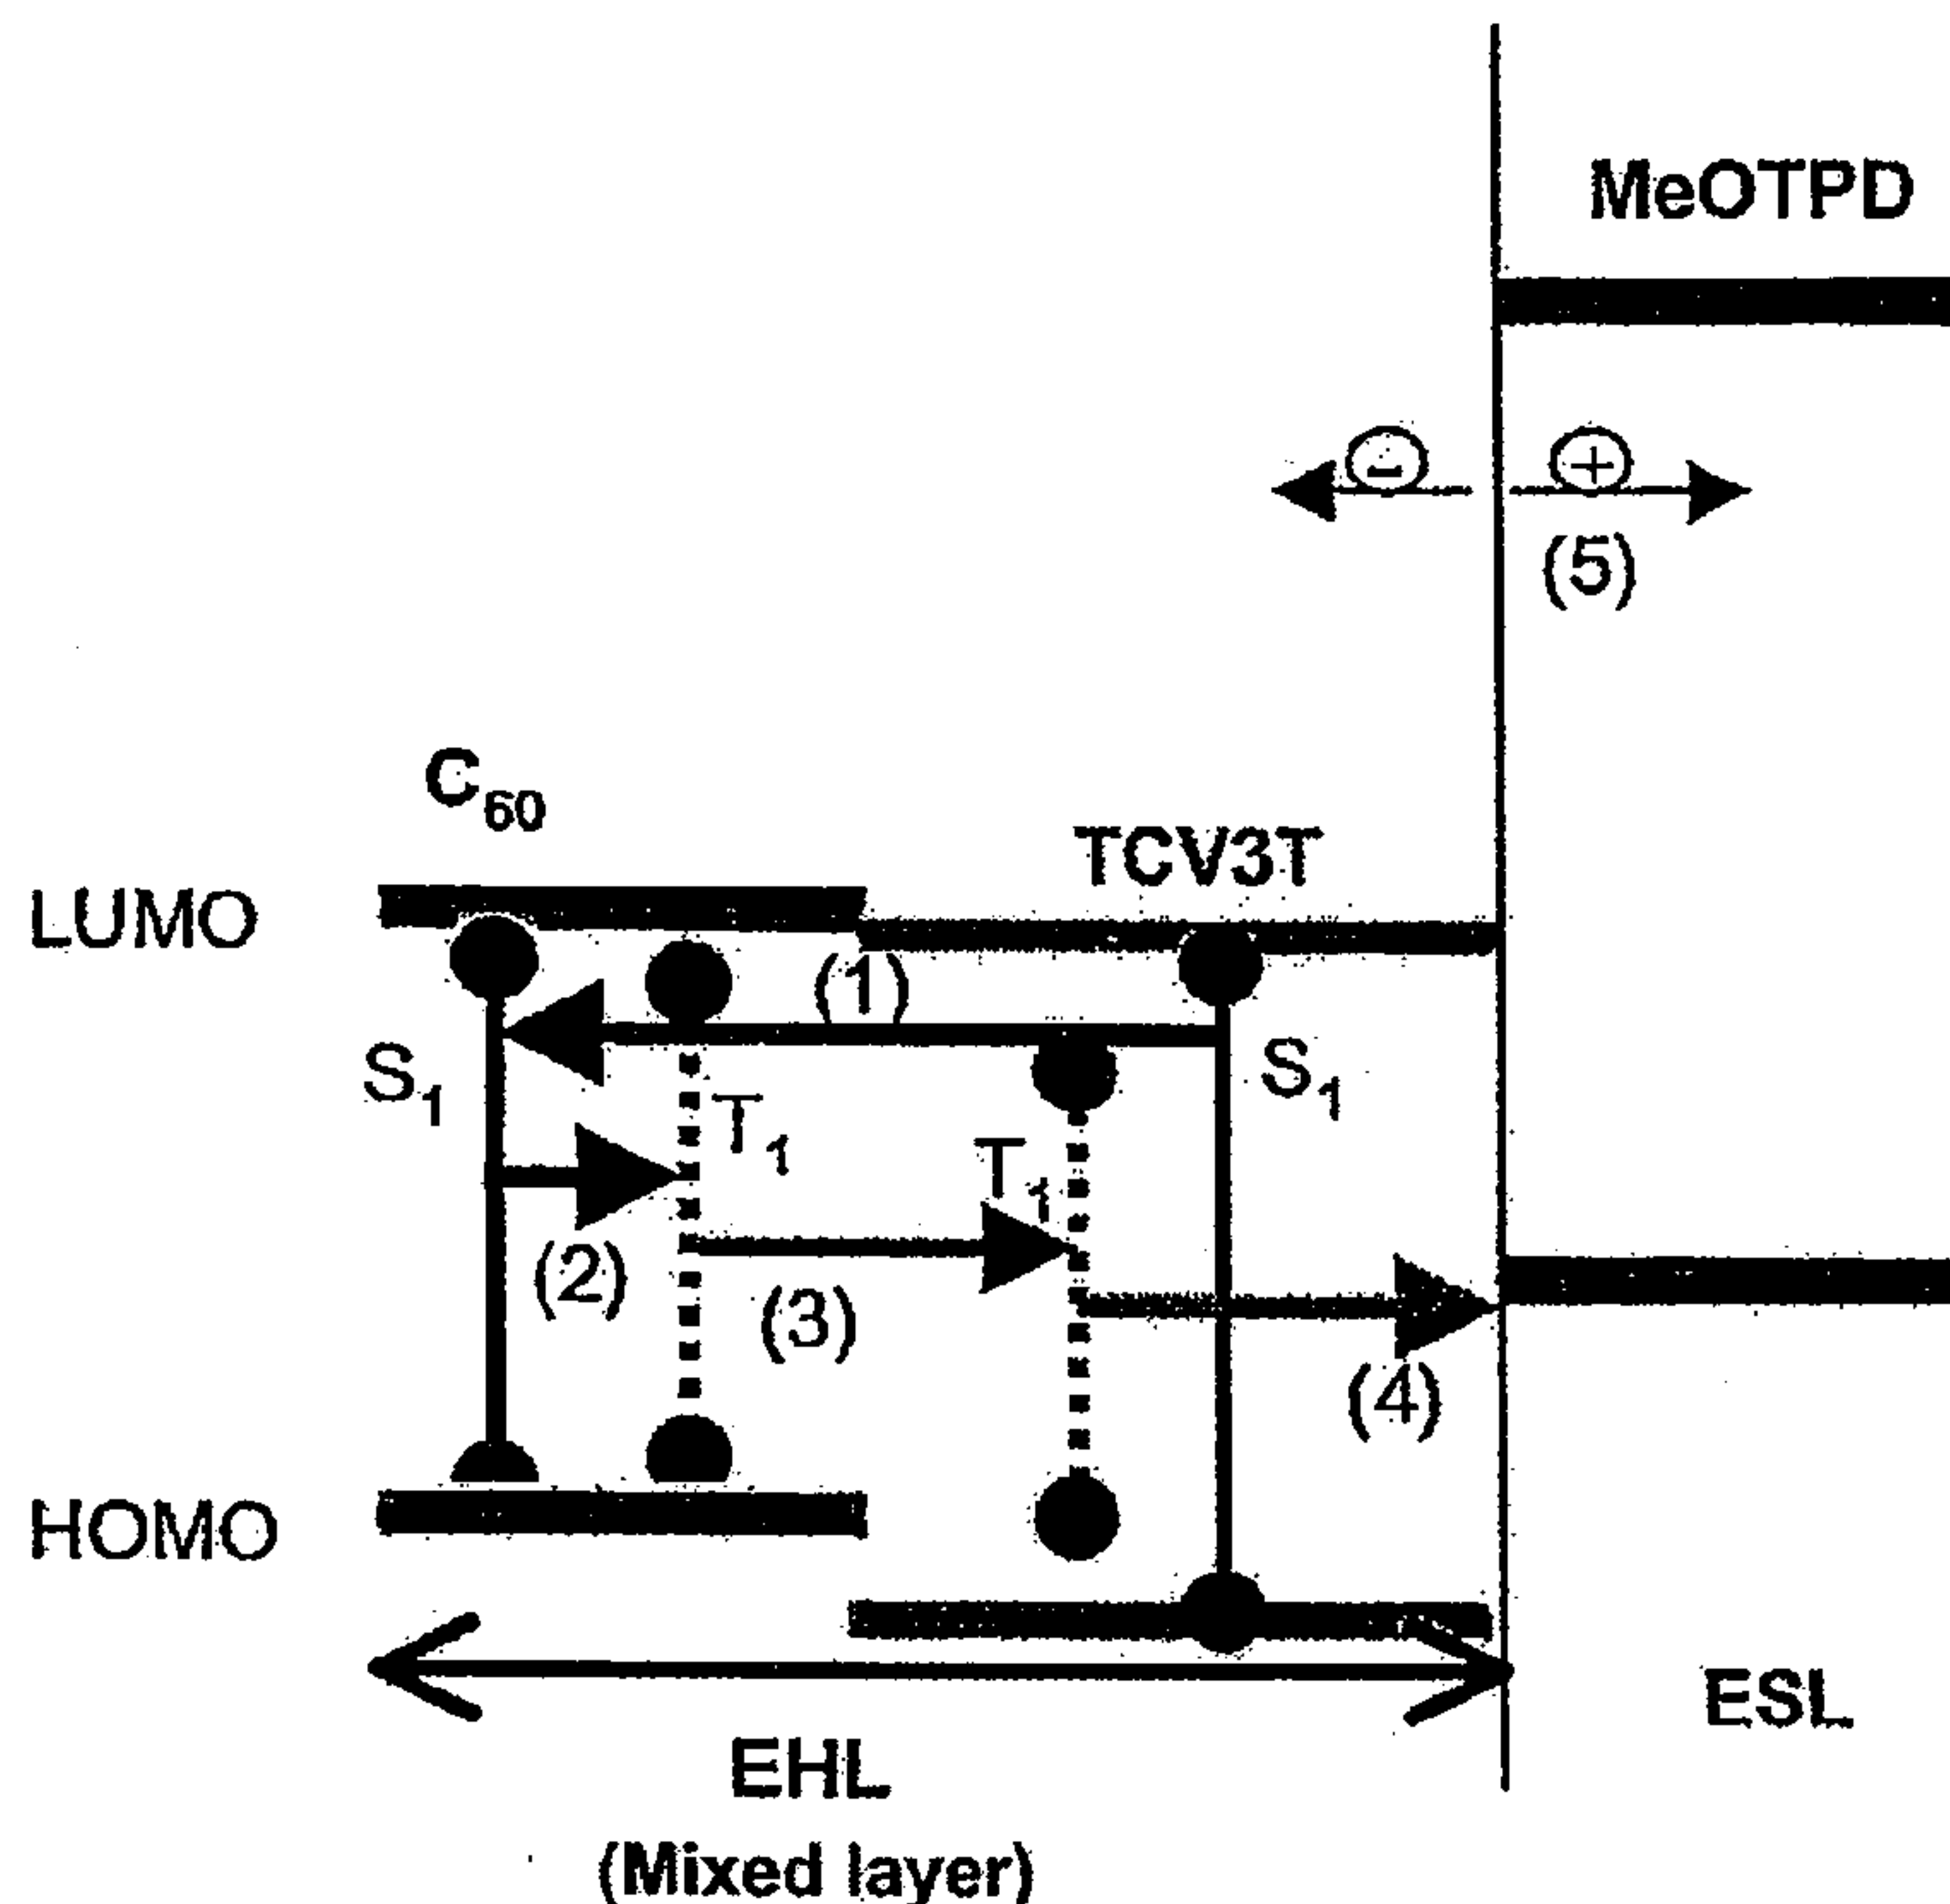 MeOTPD
(-) (+)
(5)
C60
TCV3T
LUMO
(1)
S1
S1
T1
T1
(2)
(3)
(4)
HOMO
ESL
EHL
(Mixed layer)